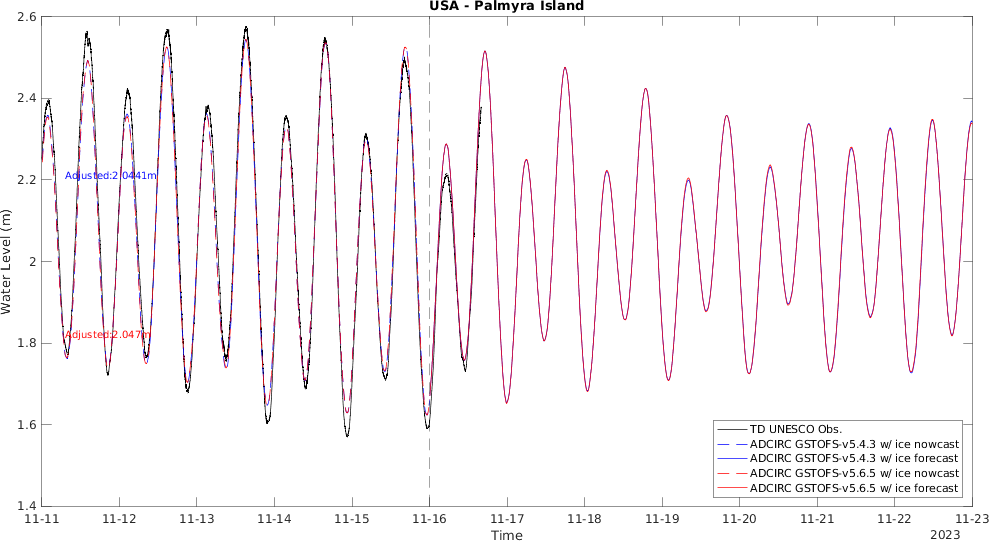 USA - Palmyra Island
2.6
2.4
2.2
2
1.8
1.6
1.4
Water Level (m)
Adjusted:2.0441m
Adjusted:2.047m
TD UNESCO Obs.
ADCIRC GSTOFS-v5.4.3 w/ ice nowcast
ADCIRC GSTOFS-v5.4.3 w/ ice forecast
ADCIRC GSTOFS-v5.6.5 w/ ice nowcast
ADCIRC GSTOFS-v5.6.5 w/ ice forecast
11-11 11-12 11-13 11-14 11-15 11-16 11-17 11-18 11-19 11-20 11-21 11-22 11-23
Time
2023